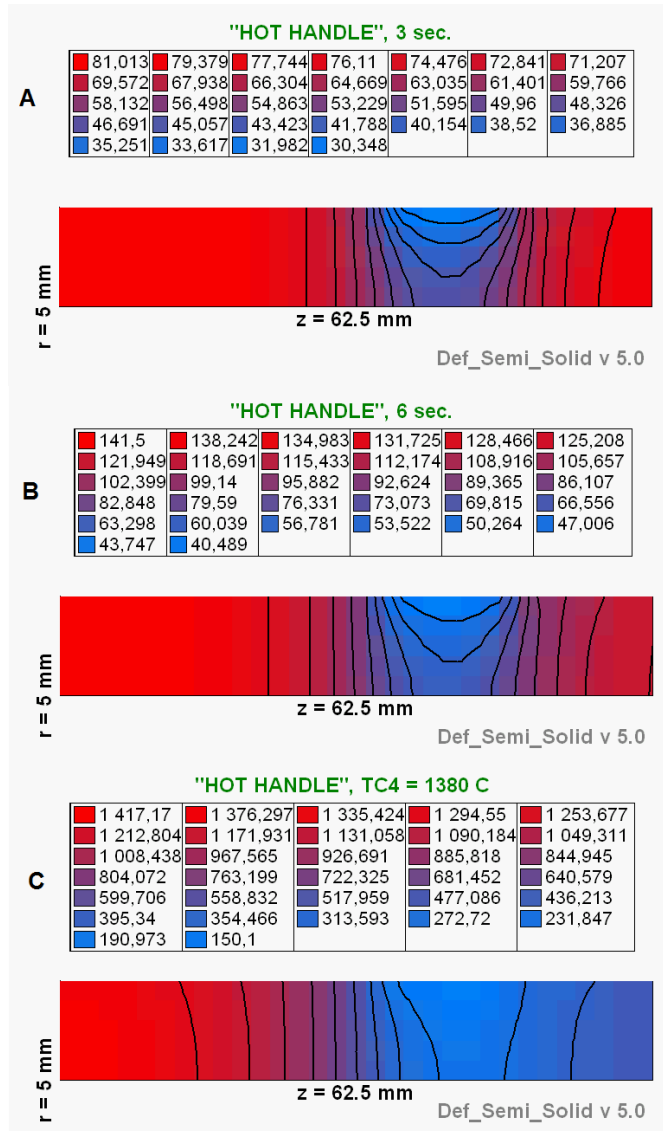 "HOT HANDLE", 3 sec.
A
81,013 79,379 77,744 76,11 74,476 72,841 71,207
69,572 67,938 66,304 64,669 63,035 61,401 59,766
58,132 56,498 54,863 53,229 51,595 49,96 48,326
46,691 45,057 43,423 41,788 40,154 38,52 36,885
35,251 33,617 31,982 30,348
r = 5 mm
z = 62.5 mm
Def_Semi_Solid v 5.0
"HOT HANDLE", 6 sec.
B
141,5 138,242 134,983 131,725 128,466 125,208
121,949 118,691 115,433 112,174 108,916 105,657
102,399 99,14 95,882 92,624 89,365 86,107
82,848 79,59 76,331 73,073 69,815 66,556
63,298 60,039 56,781 53,522 50,264 47,006
43,747 40,489
r = 5 mm
z = 62.5 mm
Def_Semi_Solid v 5.0
"HOT HANDLE", TC4 = 1380 C
C
1 417,17 1 376,297 1 335,424 1 294,55 1 253,677
1 212,804 1 171,931 1 131,058 1 090,184 1 049,311
1 008,438 967,565 926,691 885,818 844,945
804,072 763,199 722,325 681,452 640,579
599,706 558,832 517,959 477,086 436,213
395,34 354,466 313,593 272,72 231,847
190,973 150,1
r = 5 mm
z = 62.5 mm
Def_Semi_Solid v 5.0